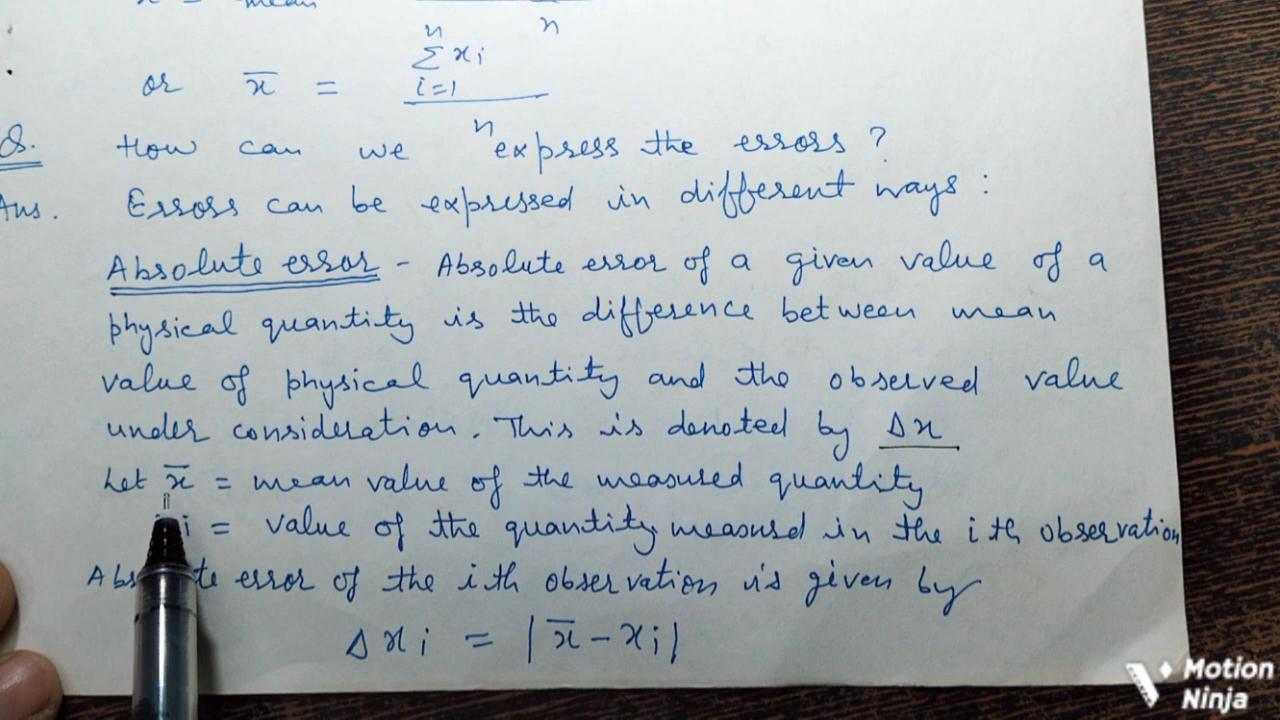 = mean
n
or x̄ =
n
Σ xi
i=1
n
Q. How can we express the errors ?
Ans. Errors can be expressed in different ways :
Absolute error - Absolute error of a given value of a
physical quantity is the difference between mean
value of physical quantity and the observed value
under consideration. This is denoted by Δx
Let x̄ = mean value of the measured quantity
i = value of the quantity measurd in the ith observation
error of the ith observation is given by
Δxi = |x̄ - xi|
Motion
Ninja